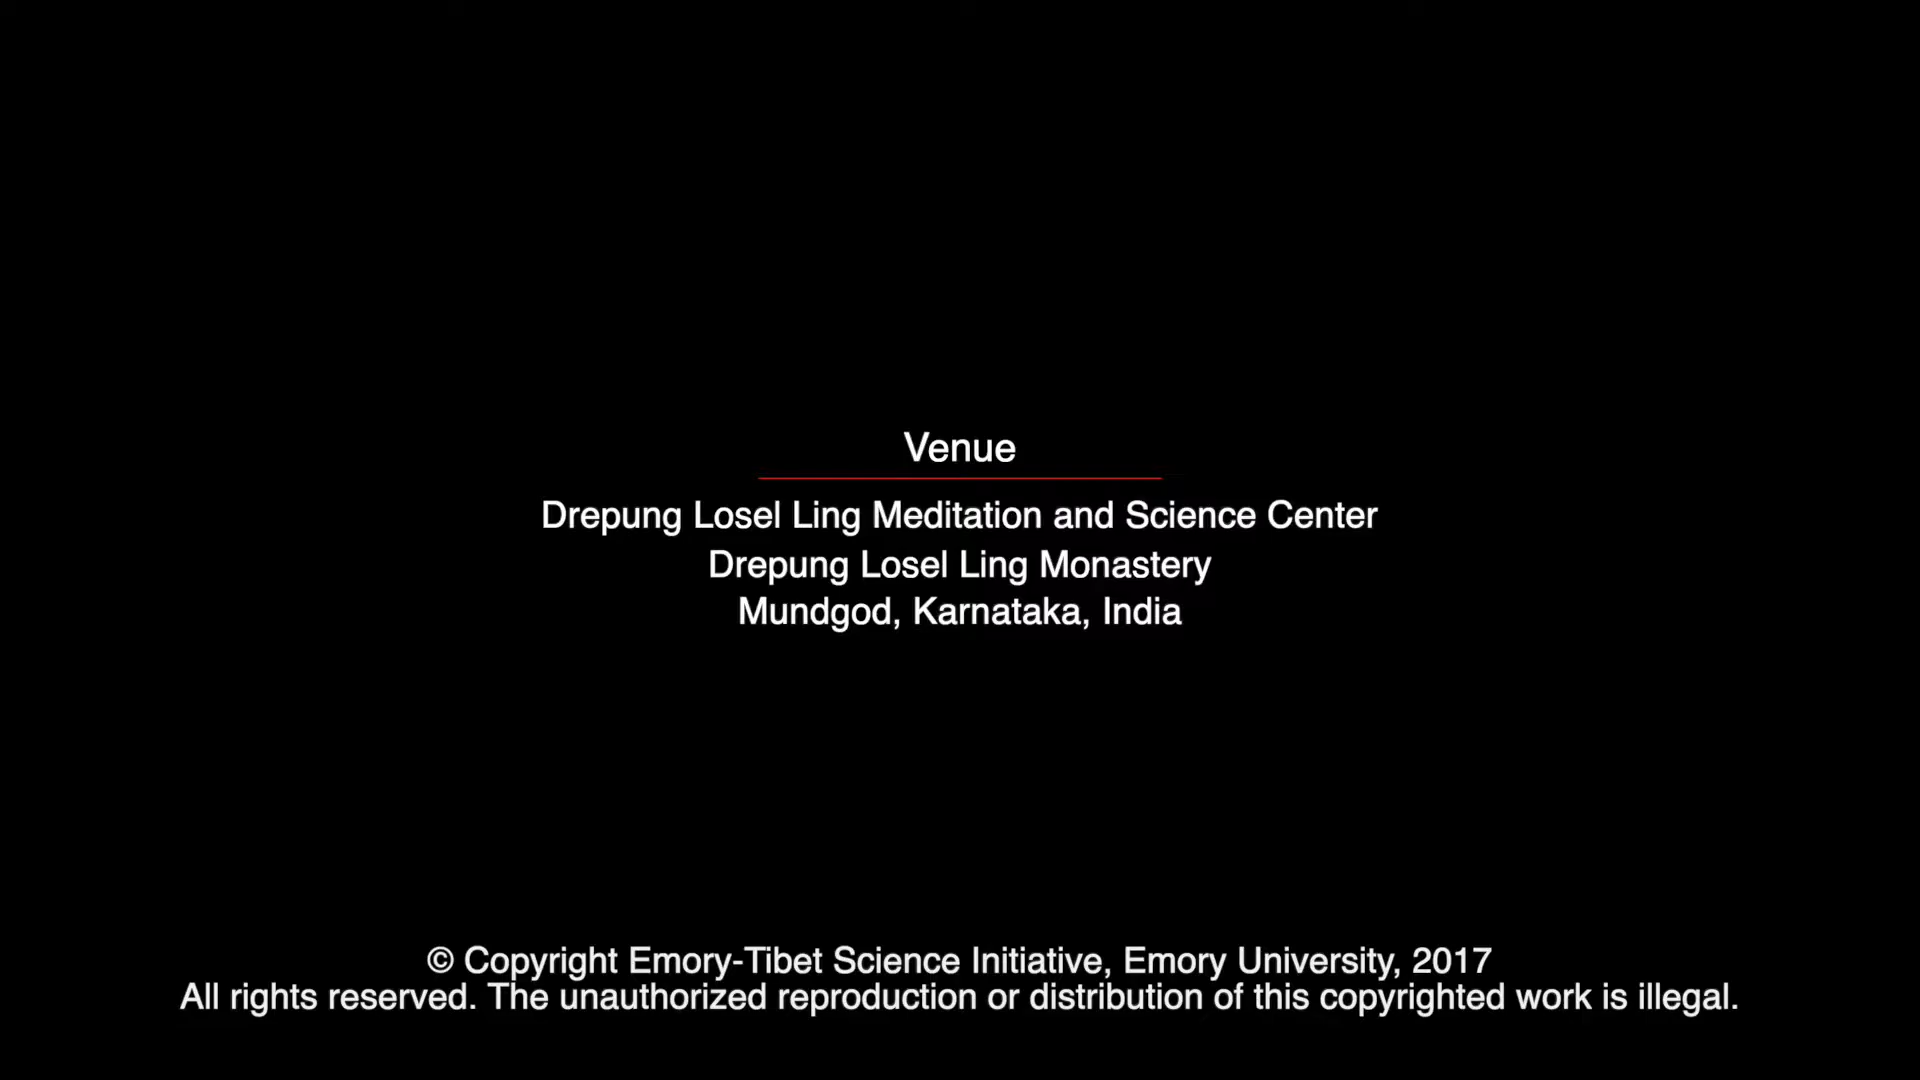 Venue
Drepung Losel Ling Meditation and Science Center
Drepung Losel Ling Monastery
Mundgod, Karnataka, India
© Copyright Emory-Tibet Science Initiative, Emory University, 2017
All rights reserved. The unauthorized reproduction or distribution of this copyrighted work is illegal.